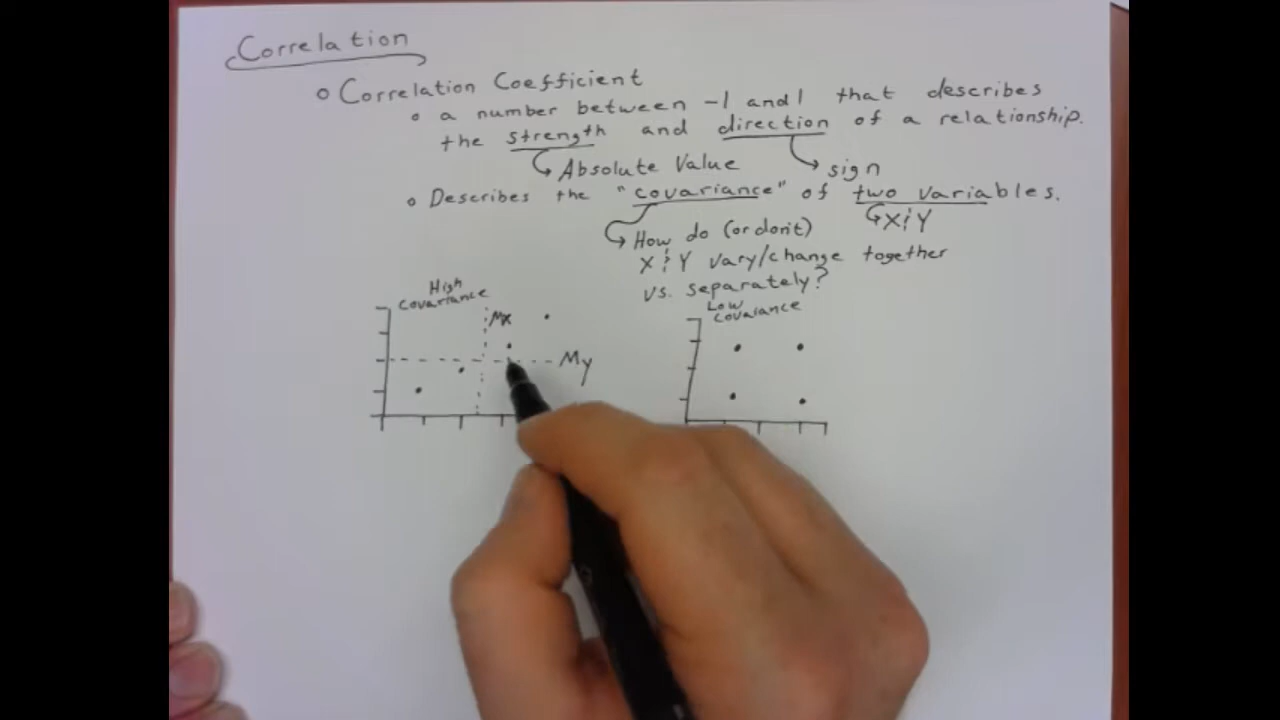 Correlation
Correlation Coefficient
a number between -1 and 1 that describes
the strength and direction of a relationship.
Absolute Value
sign
Describes the "covariance" of two variables.
How do (or don't)
X & Y
X & Y vary/change together
vs. separately?
High
Covariance
Mx
My
Low
Covaiance